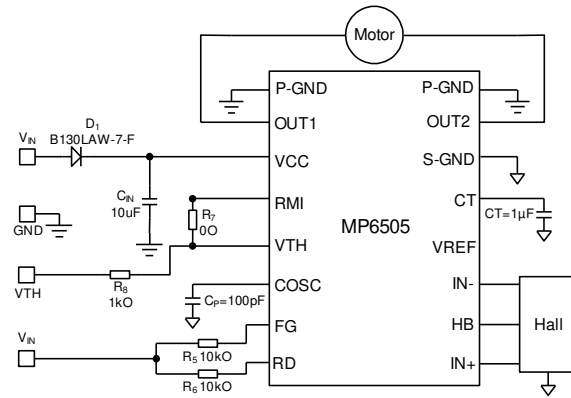 Motor
P-GND
P-GND
OUT1
OUT2
D1
B130LAW-7-F
VIN
VCC
S-GND
CIN
10uF
RMI
CT
CT=1µF
R7
0O
MP6505
GND
VTH
VREF
VTH
R8
1kO
COSC
CP=100pF
IN-
VIN
FG
HB
Hall
R5 10kO
RD
IN+
R6 10kO